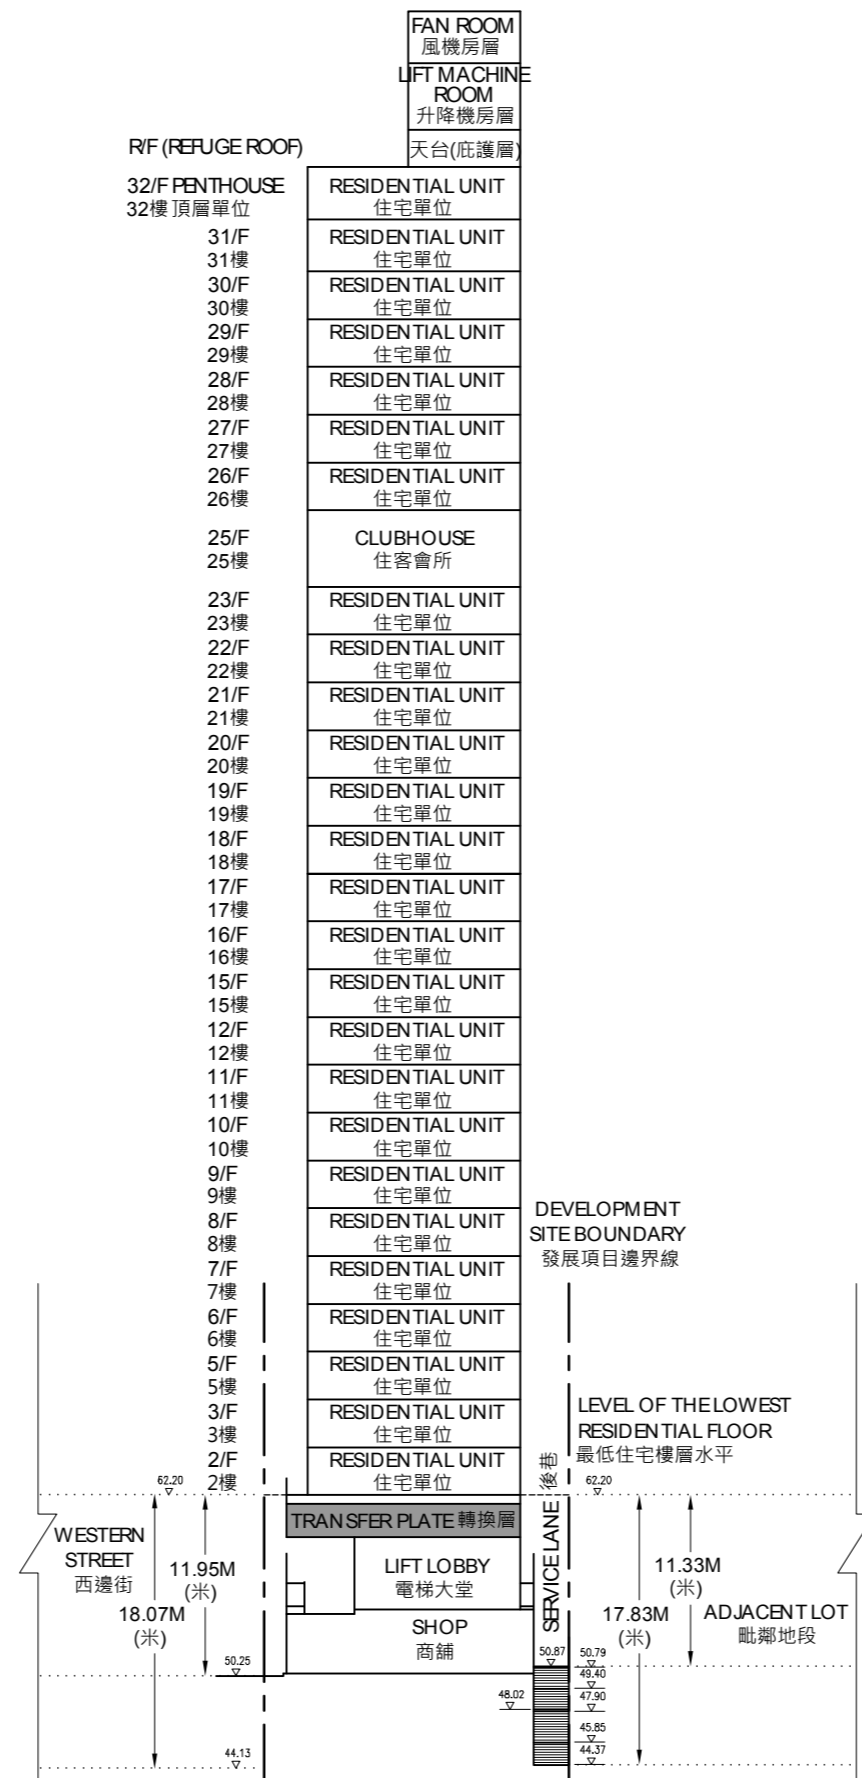 FAN ROOM
風機房層
LIFT MACHINE
ROOM
升降機房層
R/F (REFUGE ROOF)
天台(庇護層)
32/F PENTHOUSE
32樓 頂層單位
RESIDENTIAL UNIT
住宅單位
31/F
31樓
RESIDENTIAL UNIT
住宅單位
30/F
30樓
RESIDENTIAL UNIT
住宅單位
29/F
29樓
RESIDENTIAL UNIT
住宅單位
28/F
28樓
RESIDENTIAL UNIT
住宅單位
27/F
27樓
RESIDENTIAL UNIT
住宅單位
26/F
26樓
RESIDENTIAL UNIT
住宅單位
25/F
25樓
CLUBHOUSE
住客會所
23/F
23樓
RESIDENTIAL UNIT
住宅單位
22/F
22樓
RESIDENTIAL UNIT
住宅單位
21/F
21樓
RESIDENTIAL UNIT
住宅單位
20/F
20樓
RESIDENTIAL UNIT
住宅單位
19/F
19樓
RESIDENTIAL UNIT
住宅單位
18/F
18樓
RESIDENTIAL UNIT
住宅單位
17/F
17樓
RESIDENTIAL UNIT
住宅單位
16/F
16樓
RESIDENTIAL UNIT
住宅單位
15/F
15樓
RESIDENTIAL UNIT
住宅單位
12/F
12樓
RESIDENTIAL UNIT
住宅單位
11/F
11樓
RESIDENTIAL UNIT
住宅單位
10/F
10樓
RESIDENTIAL UNIT
住宅單位
9/F
9樓
RESIDENTIAL UNIT
住宅單位
8/F
8樓
RESIDENTIAL UNIT
住宅單位
DEVELOPMENT
SITE BOUNDARY
發展項目邊界線
7/F
7樓
RESIDENTIAL UNIT
住宅單位
6/F
6樓
RESIDENTIAL UNIT
住宅單位
5/F
5樓
RESIDENTIAL UNIT
住宅單位
3/F
3樓
RESIDENTIAL UNIT
住宅單位
LEVEL OF THE LOWEST
RESIDENTIAL FLOOR
最低住宅樓層水平
2/F
2樓
RESIDENTIAL UNIT
住宅單位
62.20
62.20
TRANSFER PLATE 轉換層
SERVICE LANE 後巷
WESTERN
STREET
西邊街
11.95M
(米)
18.07M
(米)
LIFT LOBBY
電梯大堂
SHOP
商舖
11.33M
(米)
17.83M
(米)
ADJACENT LOT
毗鄰地段
50.25
50.87
50.79
49.40
48.02
47.90
45.85
44.13
44.37